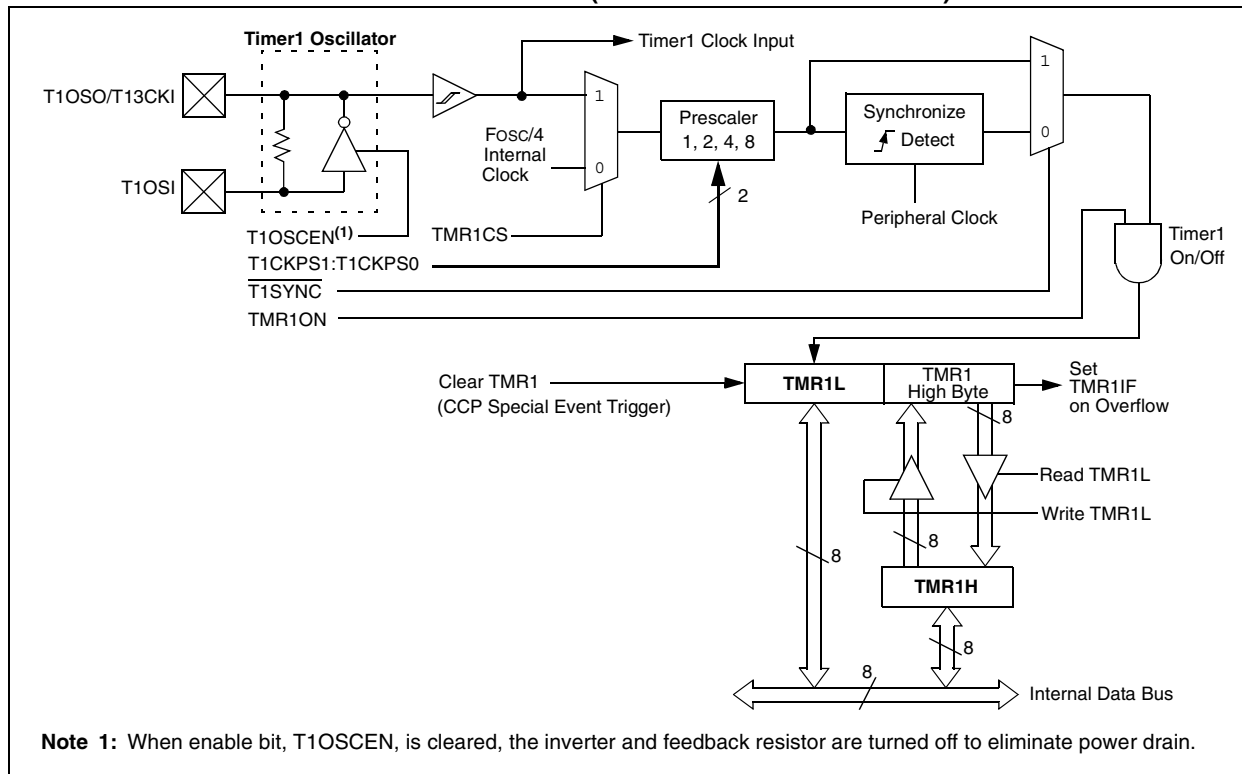 Timer1 Oscillator
Timer1 Clock Input
T1OSO/T13CKI
T1OSI
1
0
FOSC/4
Internal
Clock
Prescaler
1, 2, 4, 8
Synchronize
Detect
1
0
2
Peripheral Clock
T1OSCEN(1)
TMR1CS
T1CKPS1:T1CKPS0
T1SYNC
TMR1ON
Timer1
On/Off
Clear TMR1
(CCP Special Event Trigger)
TMR1L
TMR1
High Byte
Set
TMR1IF
on Overflow
8
Read TMR1L
Write TMR1L
8
8
TMR1H
8
8
Internal Data Bus
Note 1: When enable bit, T1OSCEN, is cleared, the inverter and feedback resistor are turned off to eliminate power drain.